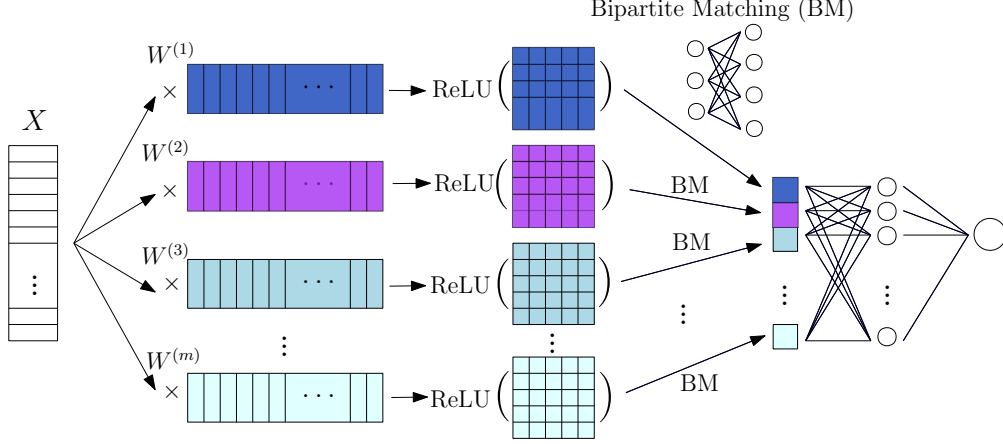 Bipartite Matching (BM)
W^{(1)}
× · · · ReLU ( )
X
W^{(2)}
× · · · ReLU ( ) BM
W^{(3)}
× · · · ReLU ( ) BM
W^{(m)}
× · · · ReLU ( ) BM